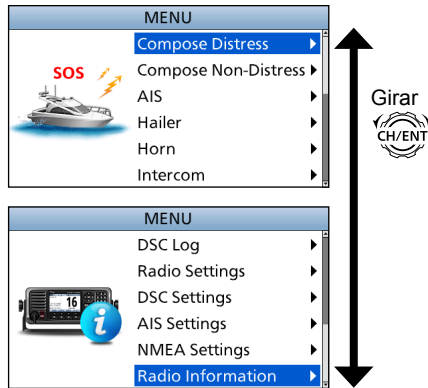 MENU
SOS
Compose Distress
Compose Non-Distress
AIS
Hailer
Horn
Intercom
Girar
CH/ENT
MENU
16
i
DSC Log
Radio Settings
DSC Settings
AIS Settings
NMEA Settings
Radio Information